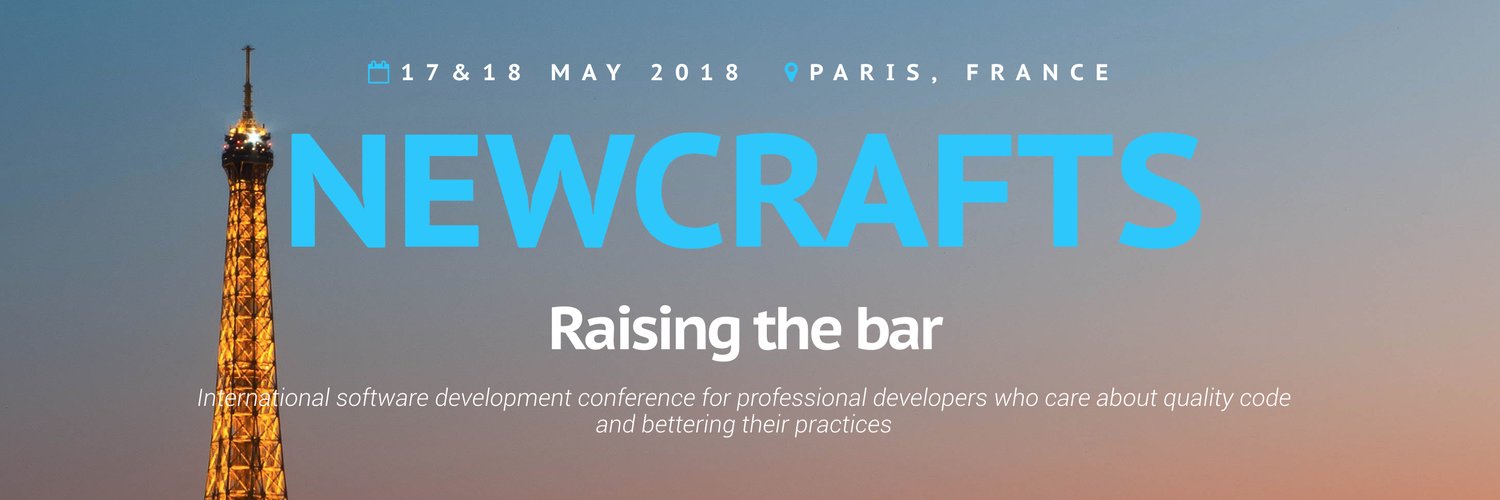 17&18 MAY 2018 PARIS, FRANCE
NEWCRAFTS
Raising the bar
International software development conference for professional developers who care about quality code
and bettering their practices